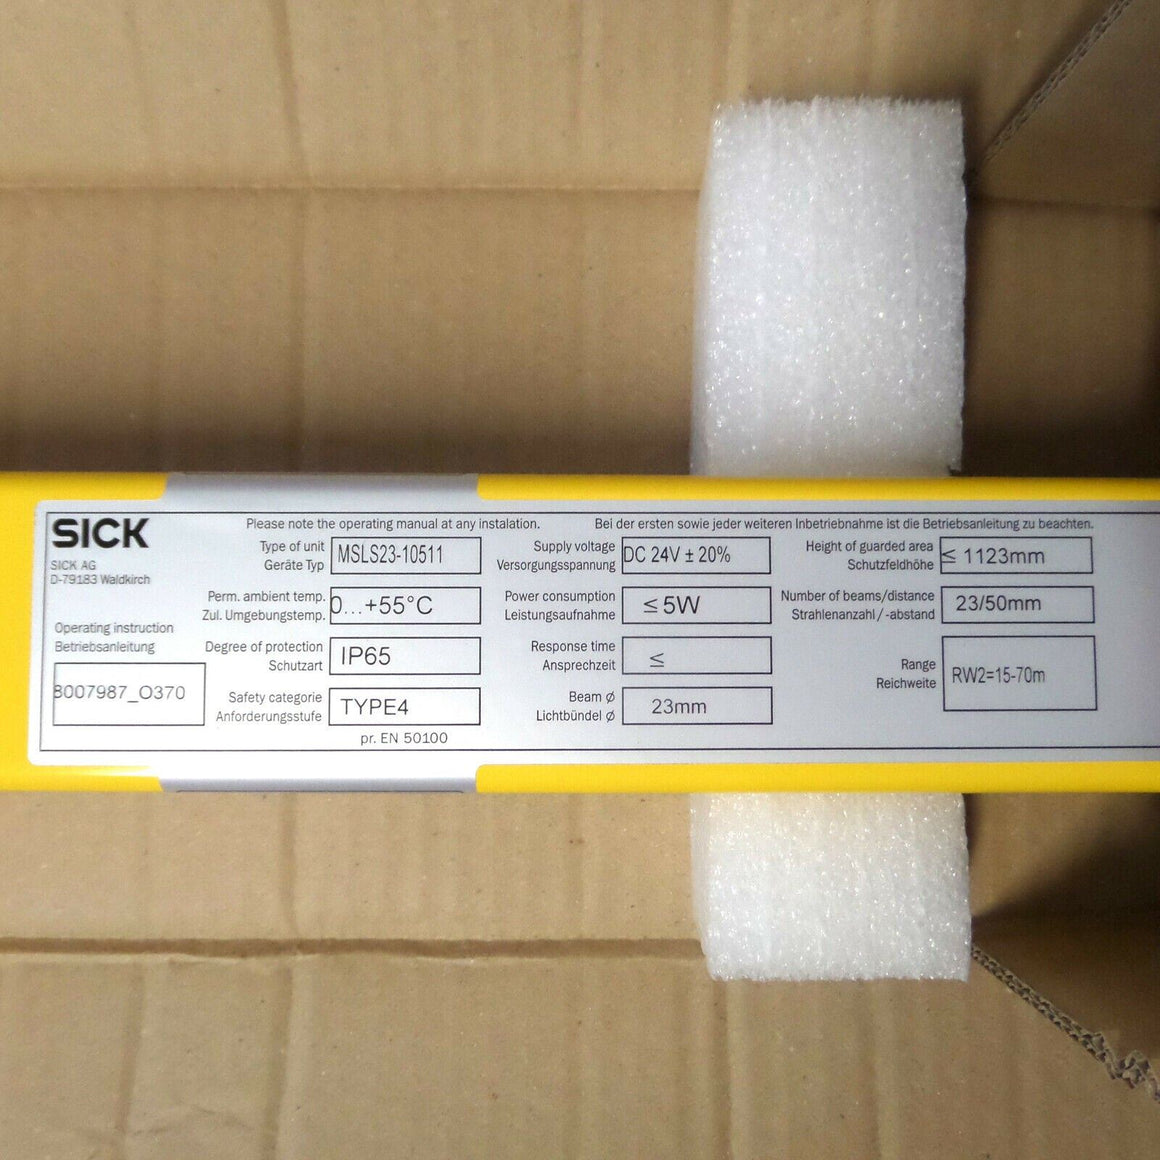 SICK
SICK AG
D-79183 Waldkirch
Operating instruction
Betriebsanleitung
8007987_O370
Please note the operating manual at any instalation.
Bei der ersten sowie jeder weiteren Inbetriebnahme ist die Betriebsanleitung zu beachten.
Type of unit
Geräte Typ
MSLS23-10511
Perm. ambient temp.
Zul. Umgebungstemp.
0...+55°C
Degree of protection
Schutzart
IP65
Safety categorie
Anforderungsstufe
TYPE4
pr. EN 50100
Supply voltage
Versorgungsspannung
DC 24V ± 20%
Power consumption
Leistungsaufnahme
≤5W
Response time
Ansprechzeit
≤
Beam ϕ
Lichtbündel ϕ
23mm
Height of guarded area
Schutzfeldhöhe
≤ 1123mm
Number of beams/distance
Strahlenanzahl/-abstand
23/50mm
Range
Reichweite
RW2=15-70m